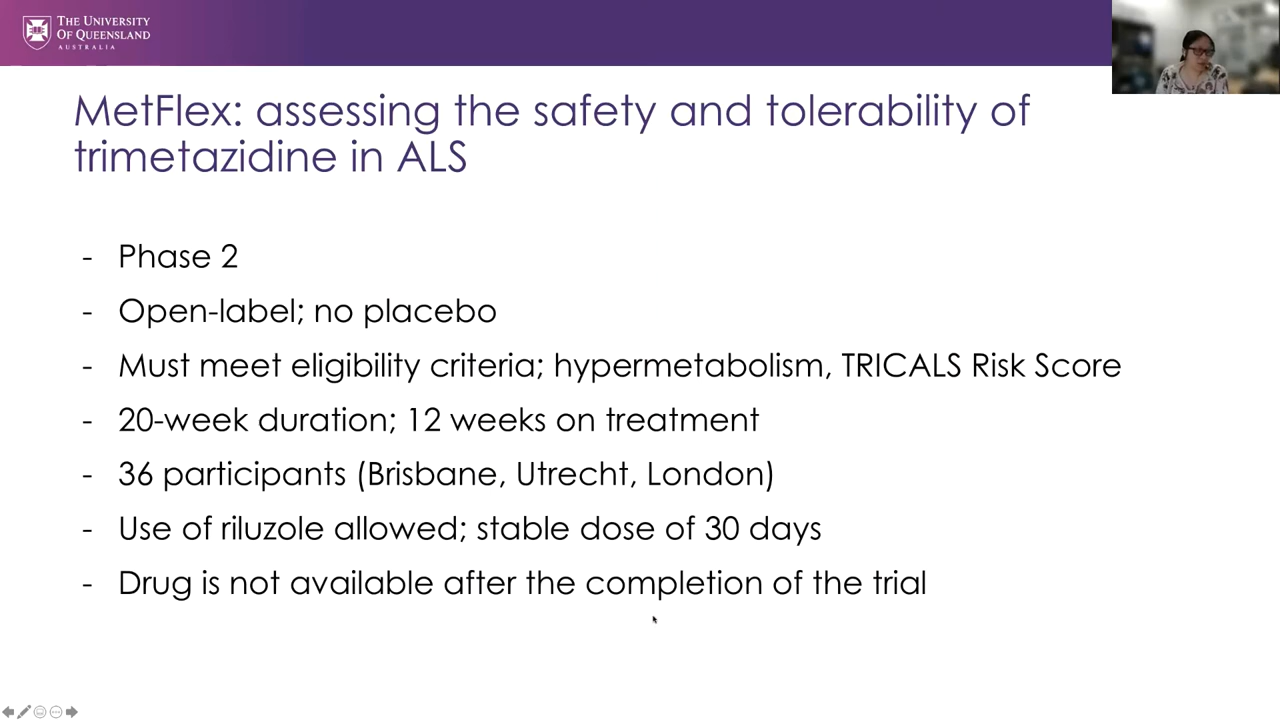 THE UNIVERSITY
OF QUEENSLAND
AUSTRALIA
MetFlex: assessing the safety and tolerability of
trimetazidine in ALS
- Phase 2
- Open-label; no placebo
- Must meet eligibility criteria; hypermetabolism, TRICALS Risk Score
- 20-week duration; 12 weeks on treatment
- 36 participants (Brisbane, Utrecht, London)
- Use of riluzole allowed; stable dose of 30 days
- Drug is not available after the completion of the trial